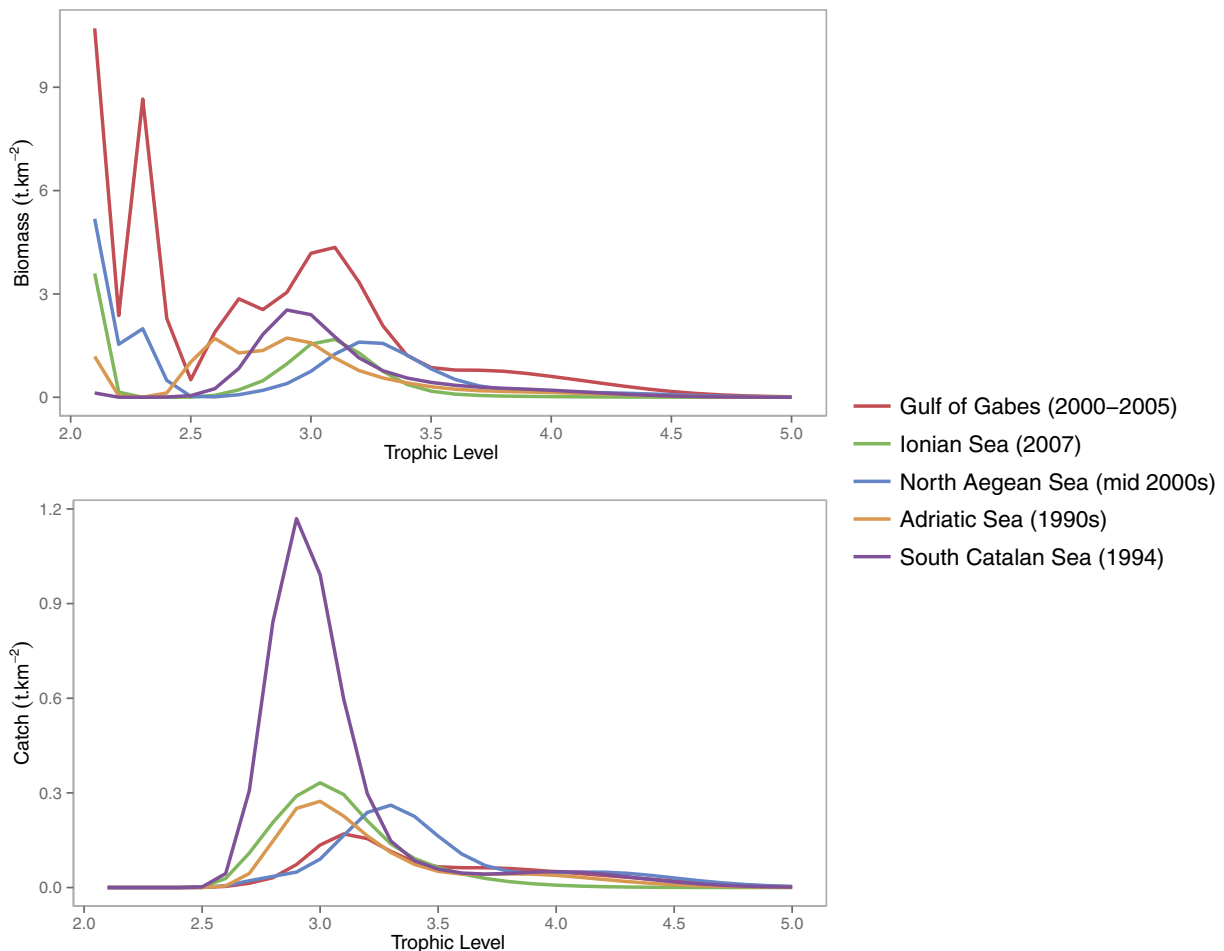 9
6
3
0
Biomass (t.km⁻²)
2.0 2.5 3.0 3.5 4.0 4.5 5.0
Trophic Level
1.2
0.9
0.6
0.3
0.0
Catch (t.km⁻²)
2.0 2.5 3.0 3.5 4.0 4.5 5.0
Trophic Level
Gulf of Gabes (2000−2005)
Ionian Sea (2007)
North Aegean Sea (mid 2000s)
Adriatic Sea (1990s)
South Catalan Sea (1994)